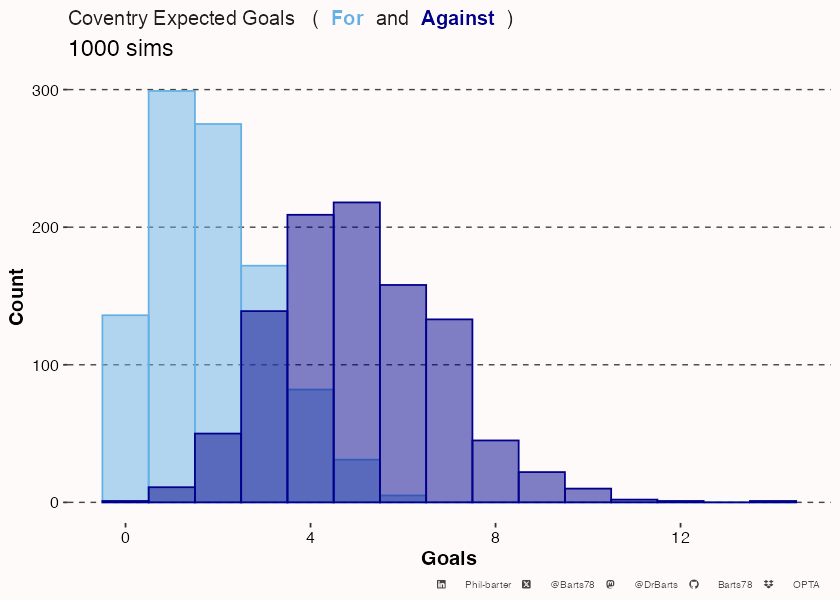 Coventry Expected Goals ( For and Against )
1000 sims
300
200
100
0
Count
0 4 8 12
Goals
Phil-barter @Barts78 @DrBarts Barts78 OPTA